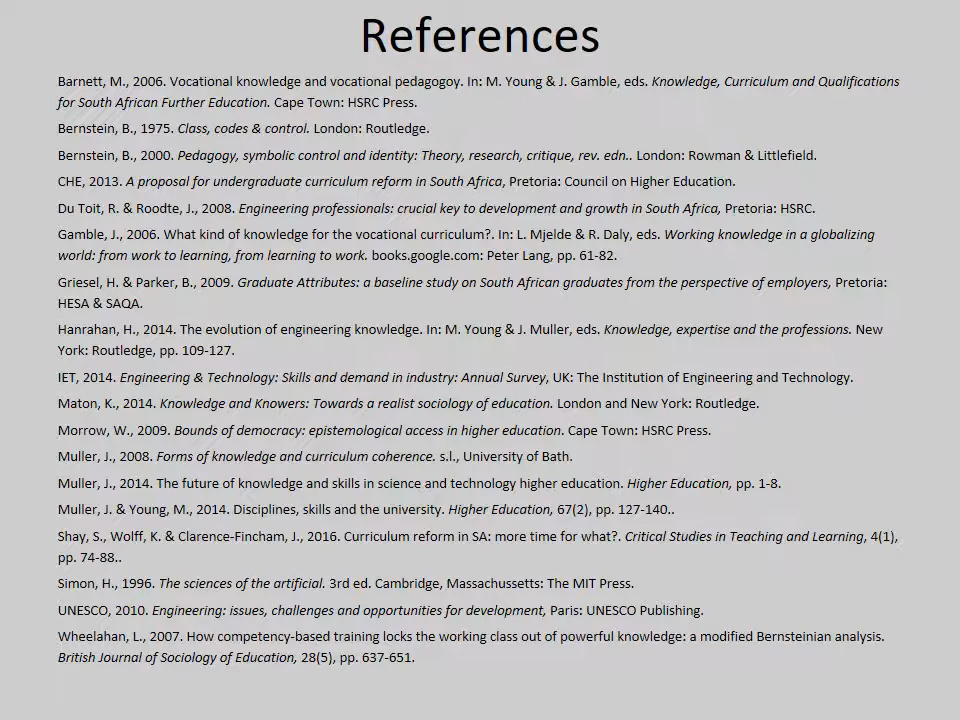 References
Barnett, M., 2006. Vocational knowledge and vocational pedagogoy. In: M. Young & J. Gamble, eds. Knowledge, Curriculum and Qualifications
for South African Further Education. Cape Town: HSRC Press.
Bernstein, B., 1975. Class, codes & control. London: Routledge.
Bernstein, B., 2000. Pedagogy, symbolic control and identity: Theory, research, critique, rev. edn.. London: Rowman & Littlefield.
CHE, 2013. A proposal for undergraduate curriculum reform in South Africa, Pretoria: Council on Higher Education.
Du Toit, R. & Roodte, J., 2008. Engineering professionals: crucial key to development and growth in South Africa, Pretoria: HSRC.
Gamble, J., 2006. What kind of knowledge for the vocational curriculum?. In: L. Mjelde & R. Daly, eds. Working knowledge in a globalizing
world: from work to learning, from learning to work. books.google.com: Peter Lang, pp. 61-82.
Griesel, H. & Parker, B., 2009. Graduate Attributes: a baseline study on South African graduates from the perspective of employers, Pretoria:
HESA & SAQA.
Hanrahan, H., 2014. The evolution of engineering knowledge. In: M. Young & J. Muller, eds. Knowledge, expertise and the professions. New
York: Routledge, pp. 109-127.
IET, 2014. Engineering & Technology: Skills and demand in industry: Annual Survey, UK: The Institution of Engineering and Technology.
Maton, K., 2014. Knowledge and Knowers: Towards a realist sociology of education. London and New York: Routledge.
Morrow, W., 2009. Bounds of democracy: epistemological access in higher education. Cape Town: HSRC Press.
Muller, J., 2008. Forms of knowledge and curriculum coherence. s.l., University of Bath.
Muller, J., 2014. The future of knowledge and skills in science and technology higher education. Higher Education, pp. 1-8.
Muller, J. & Young, M., 2014. Disciplines, skills and the university. Higher Education, 67(2), pp. 127-140..
Shay, S., Wolff, K. & Clarence-Fincham, J., 2016. Curriculum reform in SA: more time for what?. Critical Studies in Teaching and Learning, 4(1),
pp. 74-88..
Simon, H., 1996. The sciences of the artificial. 3rd ed. Cambridge, Massachussetts: The MIT Press.
UNESCO, 2010. Engineering: issues, challenges and opportunities for development, Paris: UNESCO Publishing.
Wheelahan, L., 2007. How competency-based training locks the working class out of powerful knowledge: a modified Bernsteinian analysis.
British Journal of Sociology of Education, 28(5), pp. 637-651.